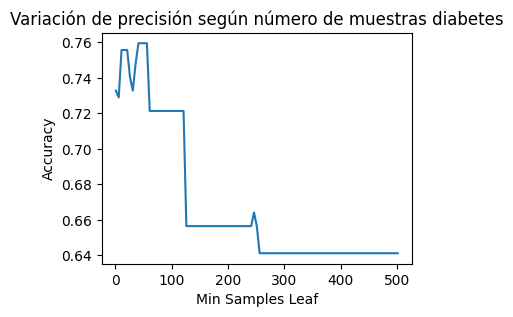 Variación de precisión según número de muestras diabetes
0.76
0.74
0.72
0.70
0.68
0.66
0.64
Accuracy
0 100 200 300 400 500
Min Samples Leaf